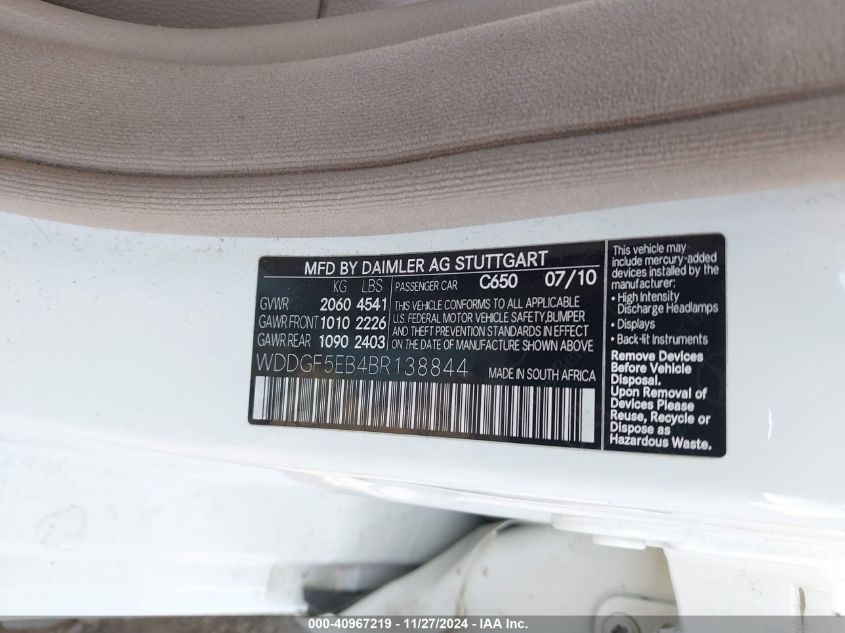 MFD BY DAIMLER AG STUTTGART
KG LBS PASSENGER CAR C650 07/10
GVWR 2060 4541
GAWR FRONT 1010 2226
GAWR REAR 1090 2403
THIS VEHICLE CONFORMS TO ALL APPLICABLE
U.S. FEDERAL MOTOR VEHICLE SAFETY,BUMPER
AND THEFT PREVENTION STANDARDS IN EFFECT
ON THE DATE OF MANUFACTURE SHOWN ABOVE
WDDGF5EB4BR138844
MADE IN SOUTH AFRICA
This vehicle may
include mercury-added
devices installed by the
manufacturer:
• High Intensity
Discharge Headlamps
• Displays
• Back-lit Instruments
Remove Devices
Before Vehicle
Disposal.
Upon Removal of
Devices Please
Reuse, Recycle or
Dispose as
Hazardous Waste.
000-40967219 - 11/27/2024 - IAA Inc.